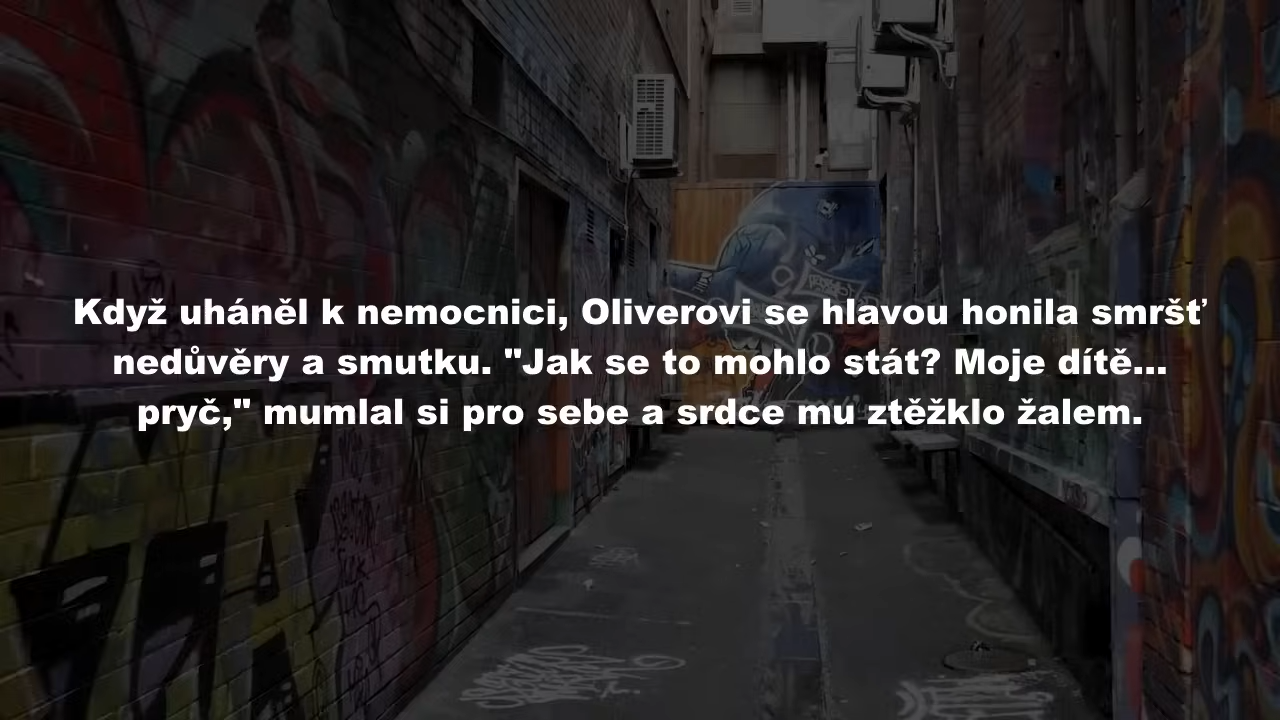 Když uháněl k nemocnici, Oliverovi se hlavou honila smršť
nedůvěry a smutku. "Jak se to mohlo stát? Moje dítě...
pryč," mumlal si pro sebe a srdce mu ztěžklo žalem.